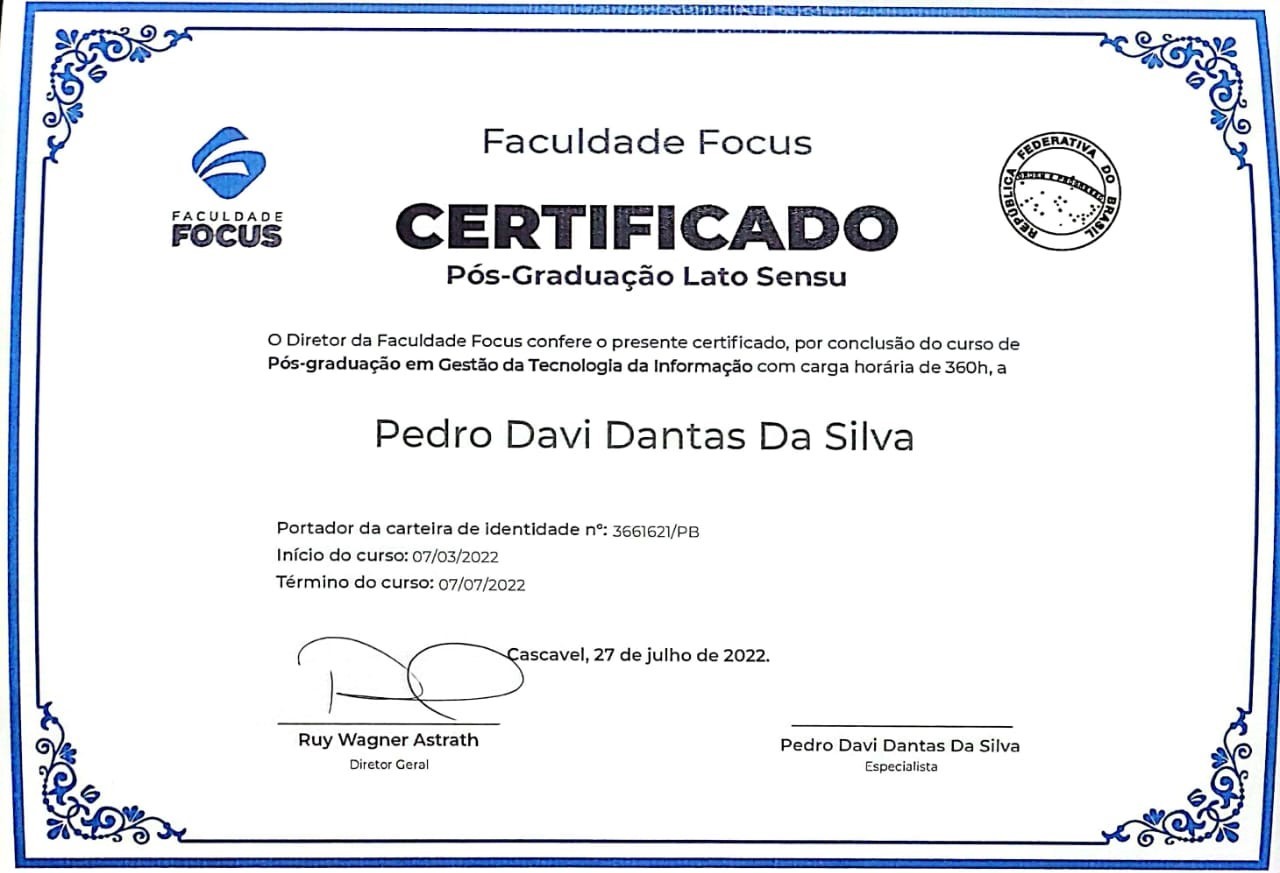 Faculdade Focus
FACULDADE
FOCUS
REPÚBLICA FEDERATIVA DO BRASIL
ORDEM E PROGRESSO
CERTIFICADO
Pós-Graduação Lato Sensu
O Diretor da Faculdade Focus confere o presente certificado, por conclusão do curso de
Pós-graduação em Gestão da Tecnologia da Informação com carga horária de 360h, a
Pedro Davi Dantas Da Silva
Portador da carteira de identidade nº: 3661621/PB
Início do curso: 07/03/2022
Término do curso: 07/07/2022
Cascavel, 27 de julho de 2022.
Ruy Wagner Astrath
Diretor Geral
Pedro Davi Dantas Da Silva
Especialista